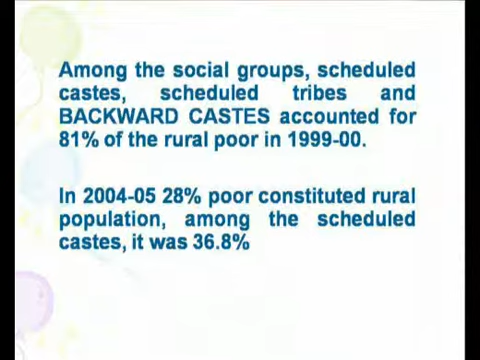 Among the social groups, scheduled
castes, scheduled tribes and
BACKWARD CASTES accounted for
81% of the rural poor in 1999-00.
In 2004-05 28% poor constituted rural
population, among the scheduled
castes, it was 36.8%